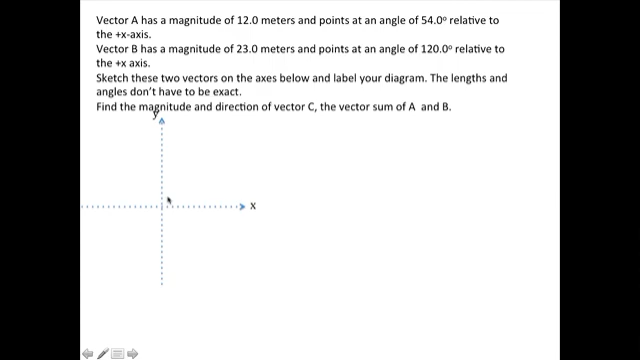 Vector A has a magnitude of 12.0 meters and points at an angle of 54.0º relative to
the +x-axis.
Vector B has a magnitude of 23.0 meters and points at an angle of 120.0º relative to
the +x axis.
Sketch these two vectors on the axes below and label your diagram. The lengths and
angles don't have to be exact.
Find the magnitude and direction of vector C, the vector sum of A and B.
y
x